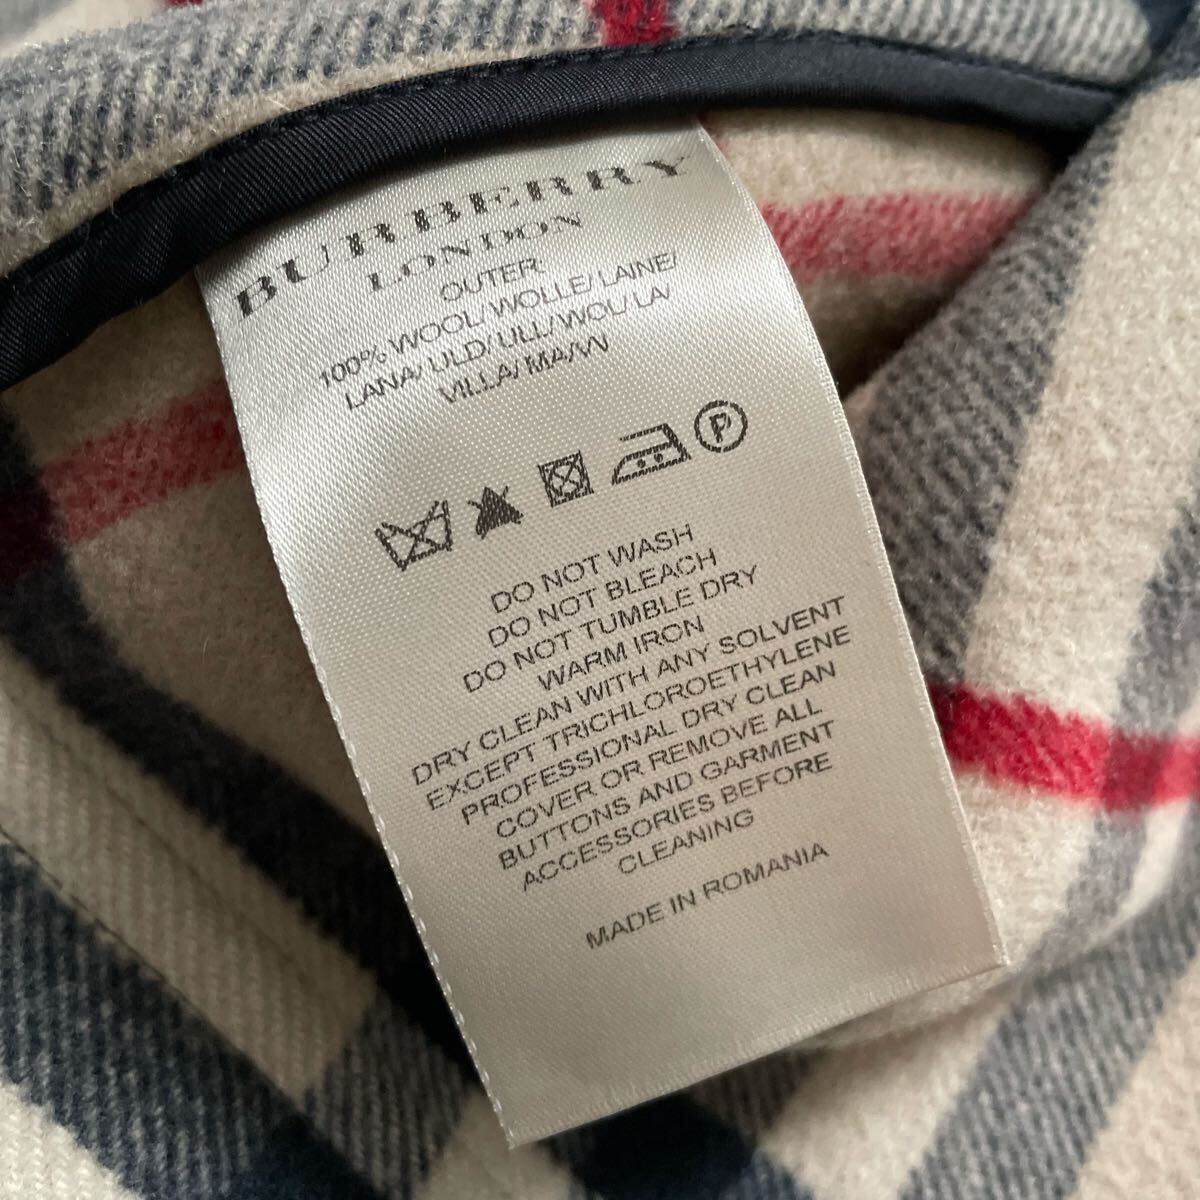 BURBERRY
LONDON
OUTER
100% WOOL/WOLLE/ LAINE/
LANA/ ULD/ ULL/WOL/ LA/
VILLA/ MA/VV
P
DO NOT WASH
DO NOT BLEACH
DO NOT TUMBLE DRY
WARM IRON
DRY CLEAN WITH ANY SOLVENT
EXCEPT TRICHLOROETHYLENE
PROFESSIONAL DRY CLEAN
COVER OR REMOVE ALL
BUTTONS AND GARMENT
ACCESSORIES BEFORE
CLEANING
MADE IN ROMANIA